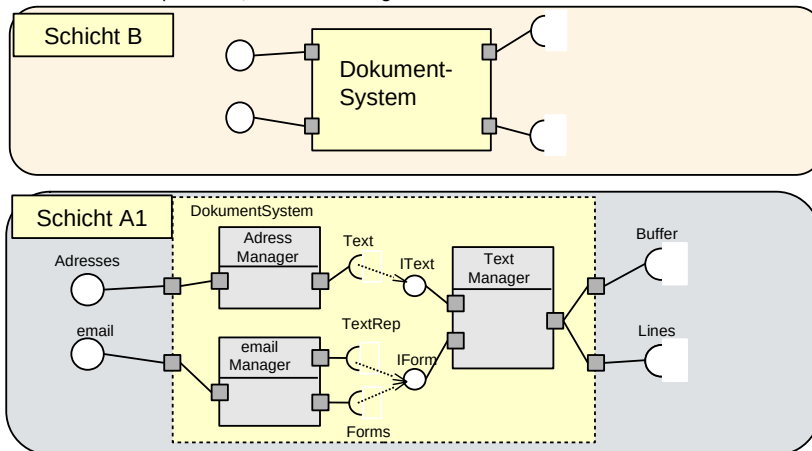 Schicht B
Dokument-
System
Schicht A1
DokumentSystem
Adresses
Adress
Manager
Text
IText
Text
Manager
Buffer
email
email
Manager
TextRep
IForm
Lines
Forms